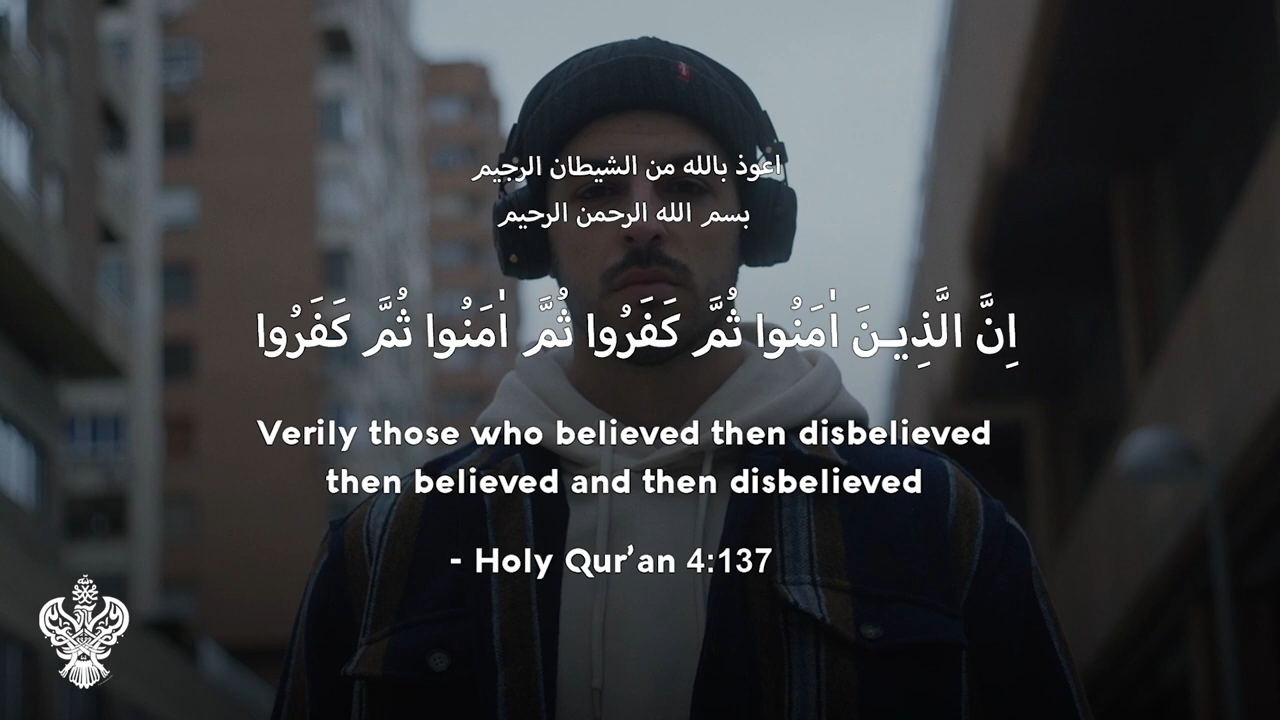 اعوذ بالله من الشيطان الرجيم
بسم الله الرحمن الرحيم
اِنَّ الَّذِينَ اٰمَنُوا ثُمَّ كَفَرُوا ثُمَّ اٰمَنُوا ثُمَّ كَفَرُوا
Verily those who believed then disbelieved
then believed and then disbelieved
- Holy Qur'an 4:137